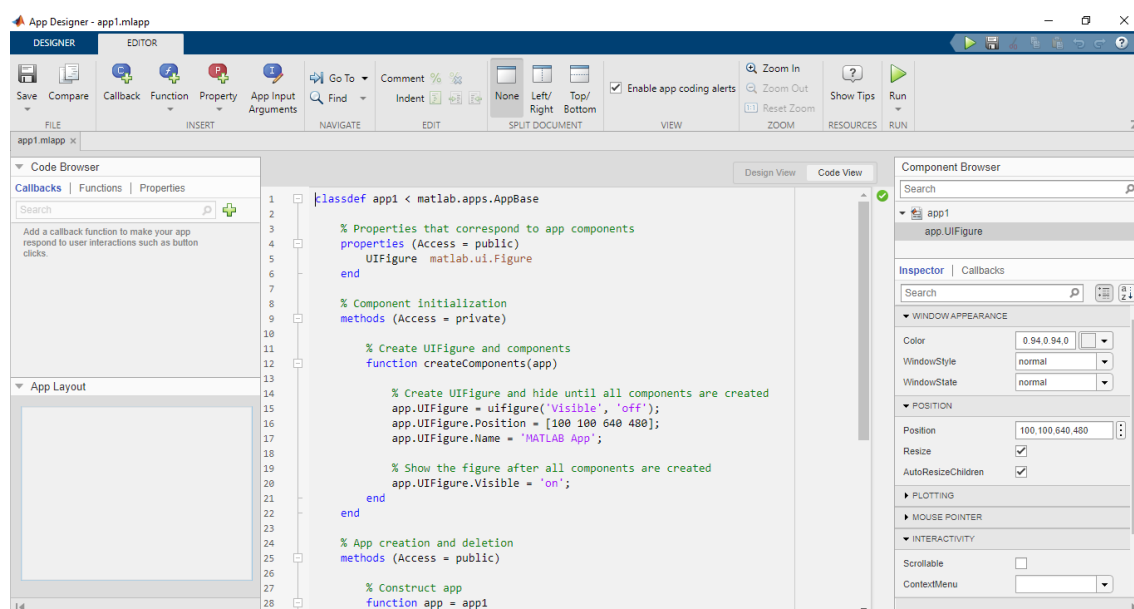 App Designer - app1.mlapp
DESIGNER EDITOR
Save Compare Callback Function Property App Input Arguments
Go To
Find
Comment
Indent
None Left/ Right Top/ Bottom
Enable app coding alerts
Zoom In
Zoom Out
Reset Zoom
Show Tips Run
FILE INSERT NAVIGATE EDIT SPLIT DOCUMENT VIEW ZOOM RESOURCES RUN
app1.mlapp
Code Browser
Callbacks | Functions | Properties
Search
Add a callback function to make your app
respond to user interactions such as button
clicks.
App Layout
Design View Code View
1 classdef app1 < matlab.apps.AppBase
2
3 % Properties that correspond to app components
4 properties (Access = public)
5 UIFigure matlab.ui.Figure
6 end
7
8 % Component initialization
9 methods (Access = private)
10
11 % Create UIFigure and components
12 function createComponents(app)
13
14 % Create UIFigure and hide until all components are created
15 app.UIFigure = uifigure('Visible', 'off');
16 app.UIFigure.Position = [100 100 640 480];
17 app.UIFigure.Name = 'MATLAB App';
18
19 % Show the figure after all components are created
20 app.UIFigure.Visible = 'on';
21 end
22 end
23
24 % App creation and deletion
25 methods (Access = public)
26
27 % Construct app
28 function app = app1
Component Browser
Search
app1
app.UIFigure
Inspector | Callbacks
Search
WINDOW APPEARANCE
Color 0.94,0.94,0
WindowStyle normal
WindowState normal
POSITION
Position 100,100,640,480
Resize
AutoResizeChildren
PLOTTING
MOUSE POINTER
INTERACTIVITY
Scrollable
ContextMenu